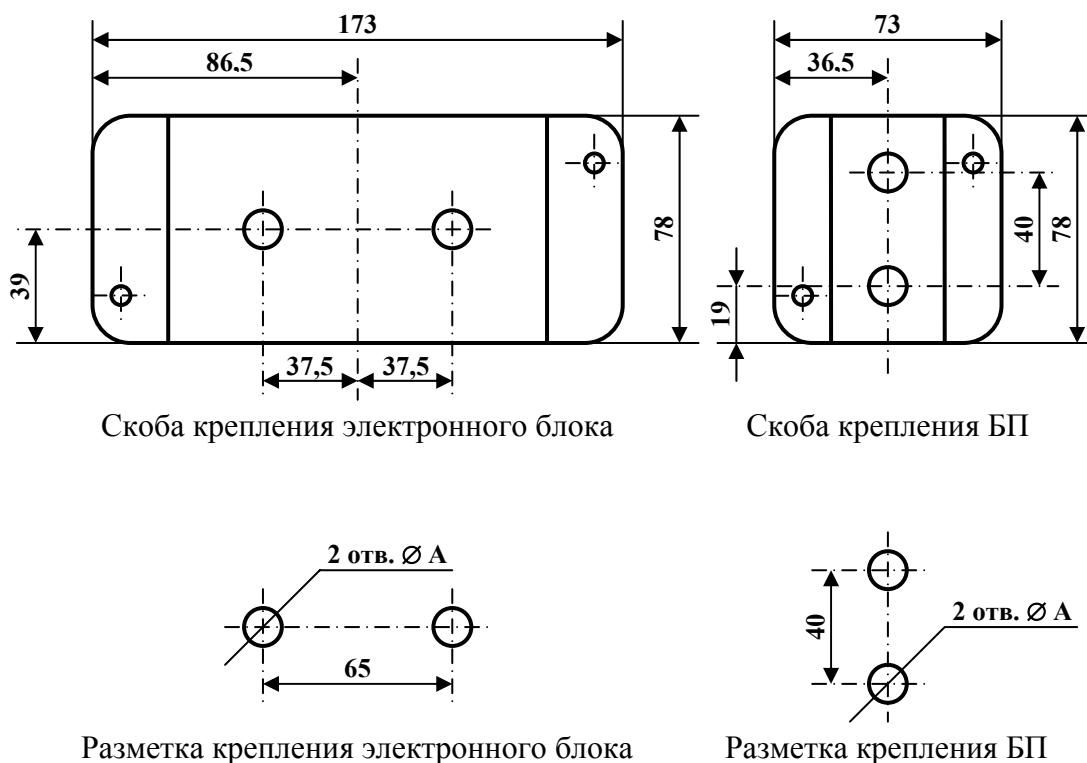 173
73
86,5
36,5
39
78
19
40
78
37,5
37,5
Скоба крепления электронного блока
Скоба крепления БП
2 отв. ∅ А
65
40
2 отв. ∅ А
Разметка крепления электронного блока
Разметка крепления БП